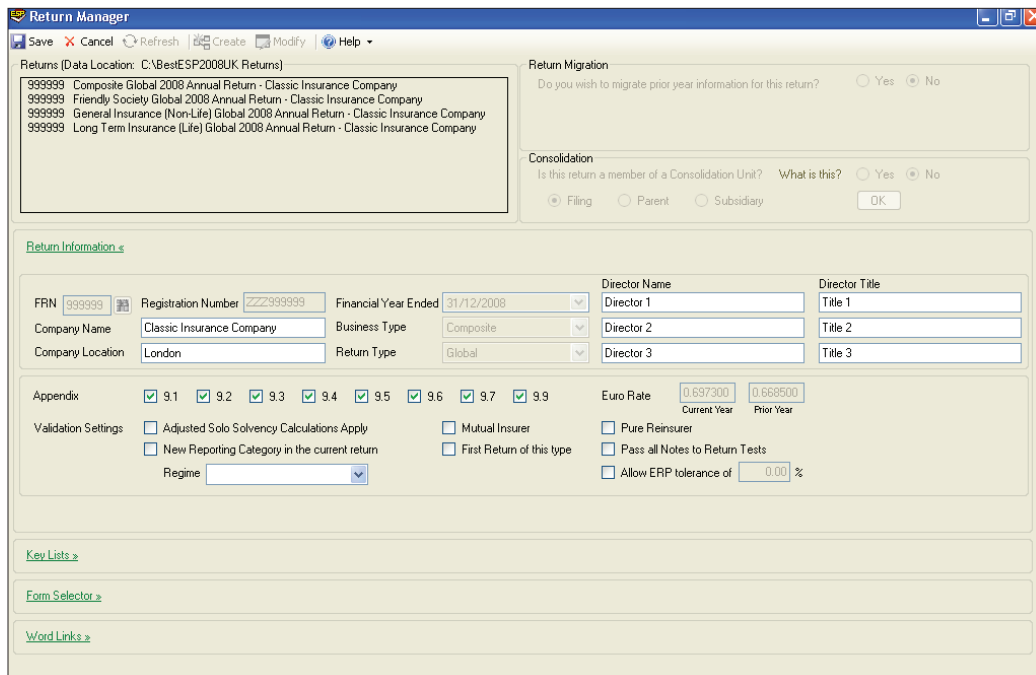 ESP Return Manager
Save Cancel Refresh Create Modify Help
Returns (Data Location: C:\BestESP2008UK Returns)
999999 Composite Global 2008 Annual Return - Classic Insurance Company
999999 Friendly Society Global 2008 Annual Return - Classic Insurance Company
999999 General Insurance (Non-Life) Global 2008 Annual Return - Classic Insurance Company
999999 Long Term Insurance (Life) Global 2008 Annual Return - Classic Insurance Company
Return Migration
Do you wish to migrate prior year information for this return? Yes No
Consolidation
Is this return a member of a Consolidation Unit? What is this? Yes No
Filing Parent Subsidiary OK
Return Information «
Director Name Director Title
FRN 999999 Registration Number ZZZ999999 Financial Year Ended 31/12/2008 Director 1 Title 1
Company Name Classic Insurance Company Business Type Composite Director 2 Title 2
Company Location London Return Type Global Director 3 Title 3
Appendix 9.1 9.2 9.3 9.4 9.5 9.6 9.7 9.9 Euro Rate 0.697300 0.668500
Current Year Prior Year
Validation Settings Adjusted Solo Solvency Calculations Apply Mutual Insurer Pure Reinsurer
New Reporting Category in the current return First Return of this type Pass all Notes to Return Tests
Regime Allow ERP tolerance of 0.00 %
Key Lists »
Form Selector »
Word Links »